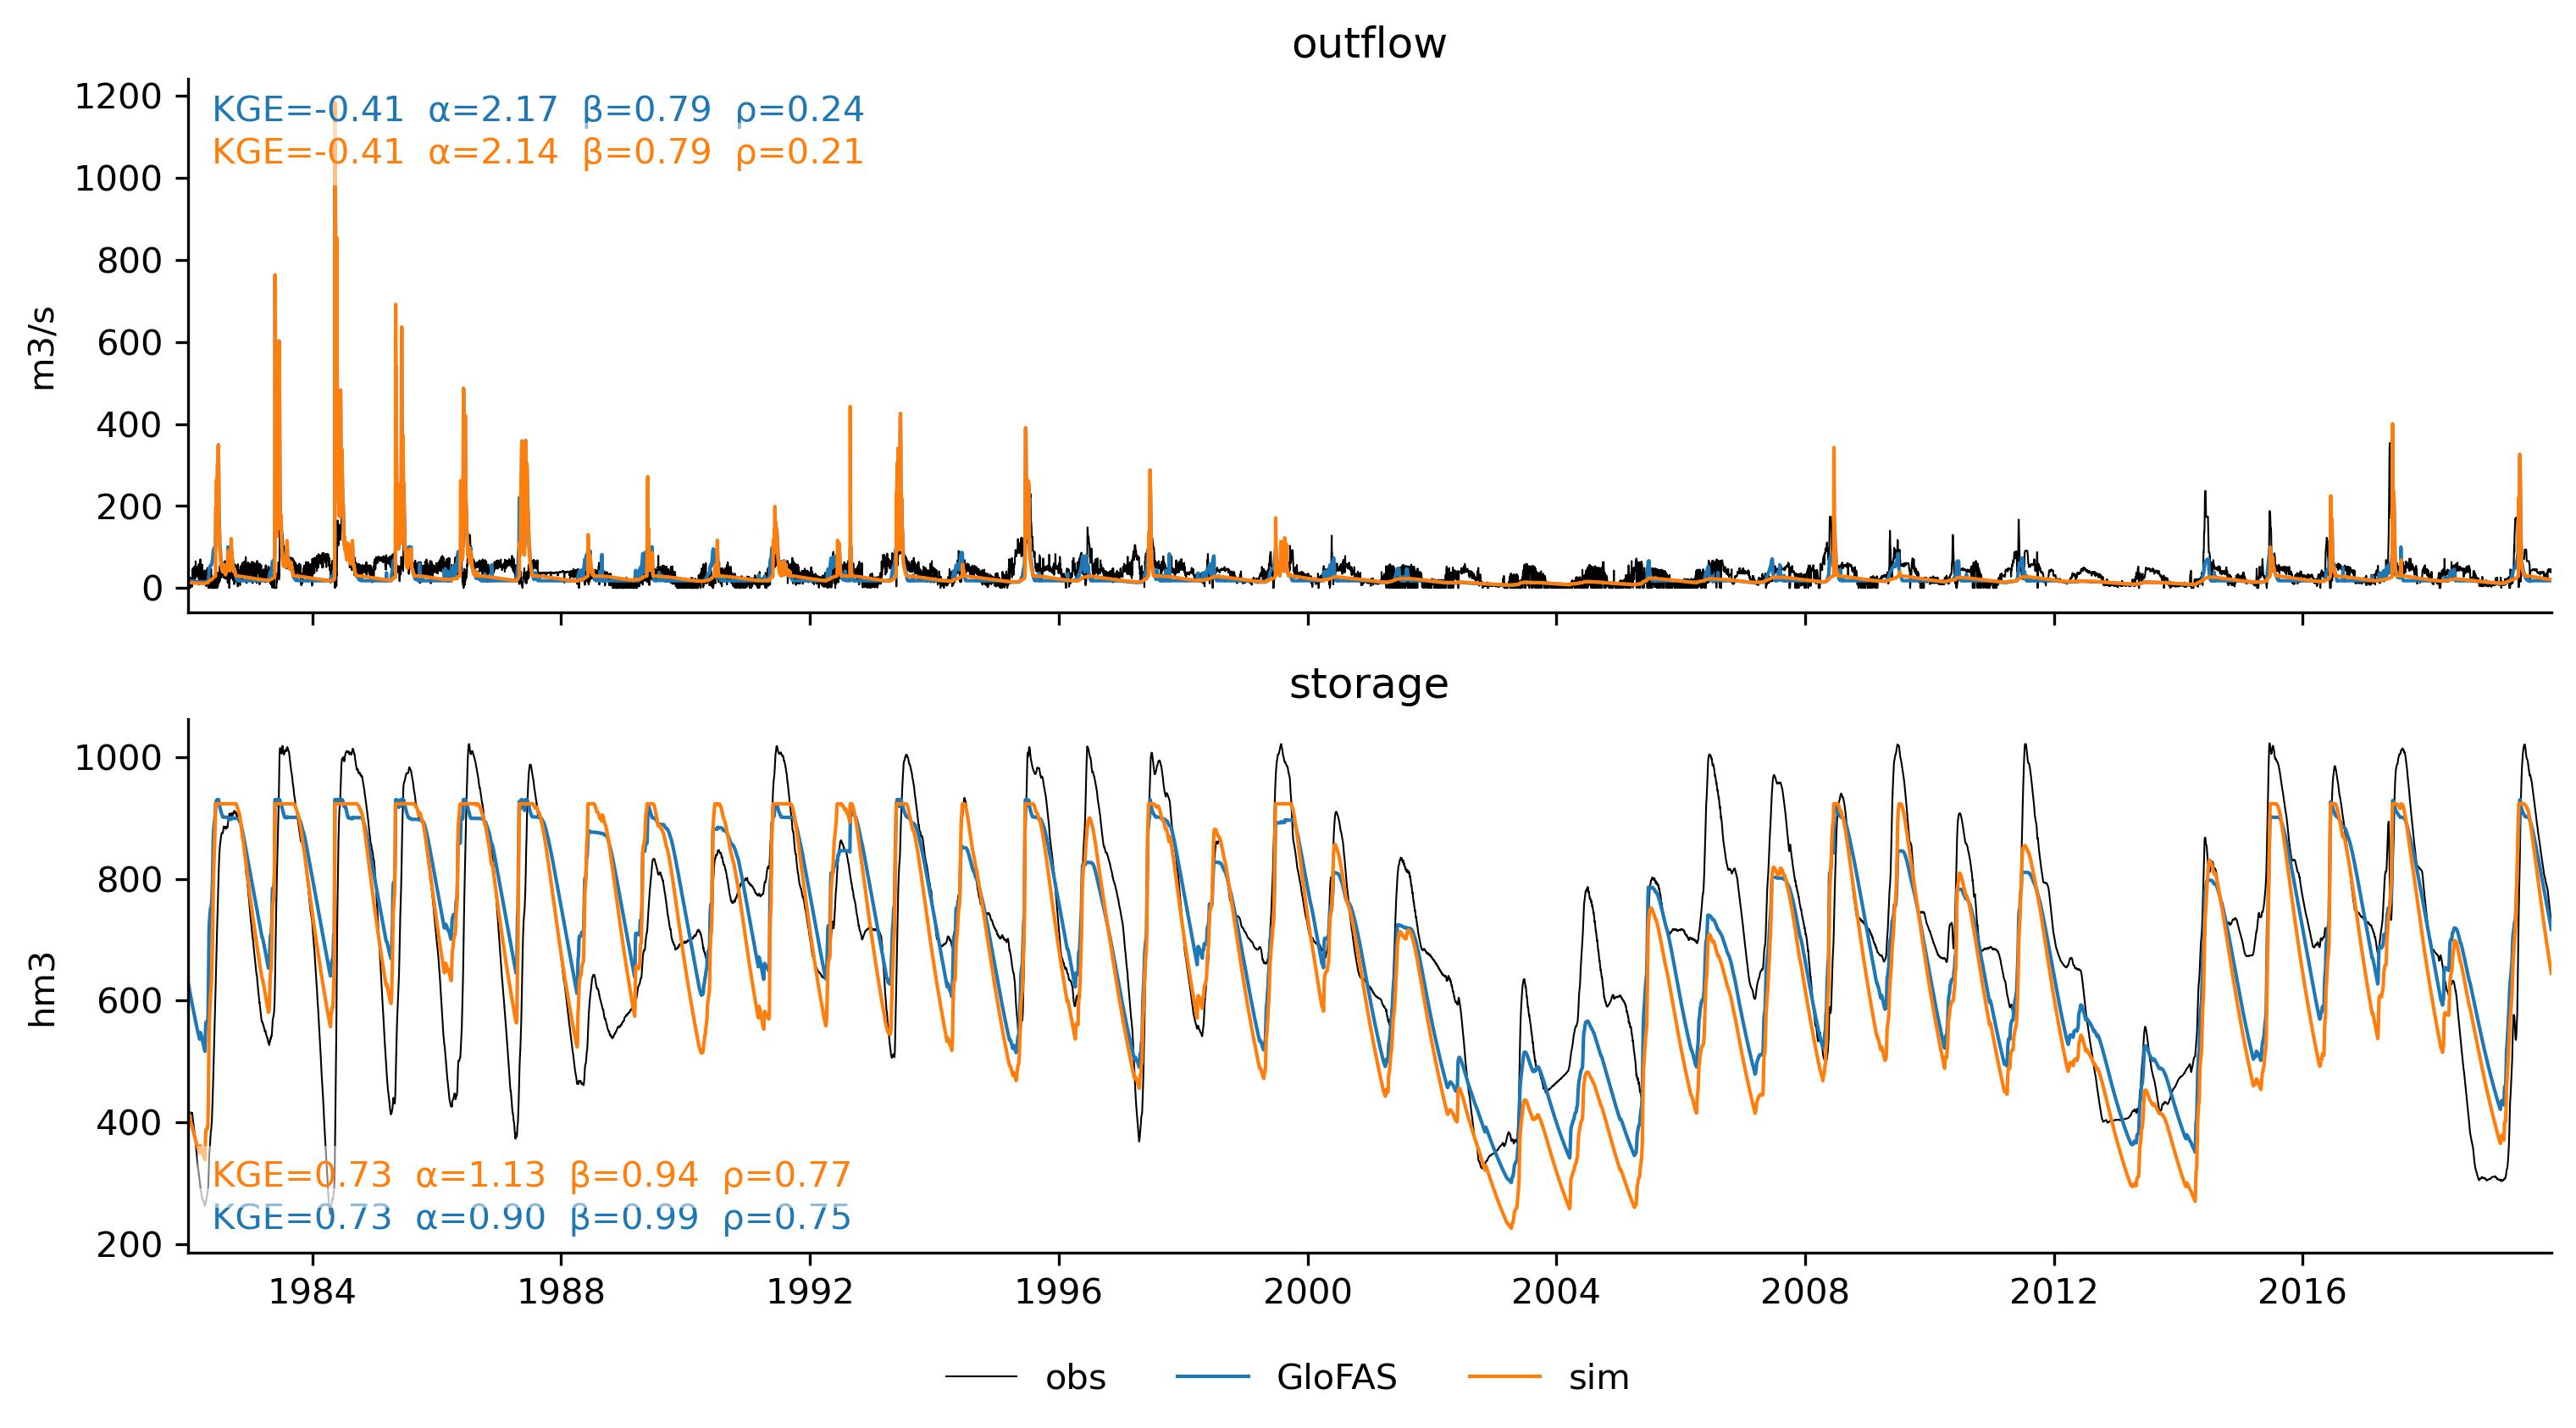 outflow
1200
1000
800
600
400
200
0
m3/s
KGE=-0.41 α=2.17 β=0.79 ρ=0.24
KGE=-0.41 α=2.14 β=0.79 ρ=0.21
storage
1000
800
600
400
200
hm3
KGE=0.73 α=1.13 β=0.94 ρ=0.77
KGE=0.73 α=0.90 β=0.99 ρ=0.75
1984 1988 1992 1996 2000 2004 2008 2012 2016
obs GloFAS sim